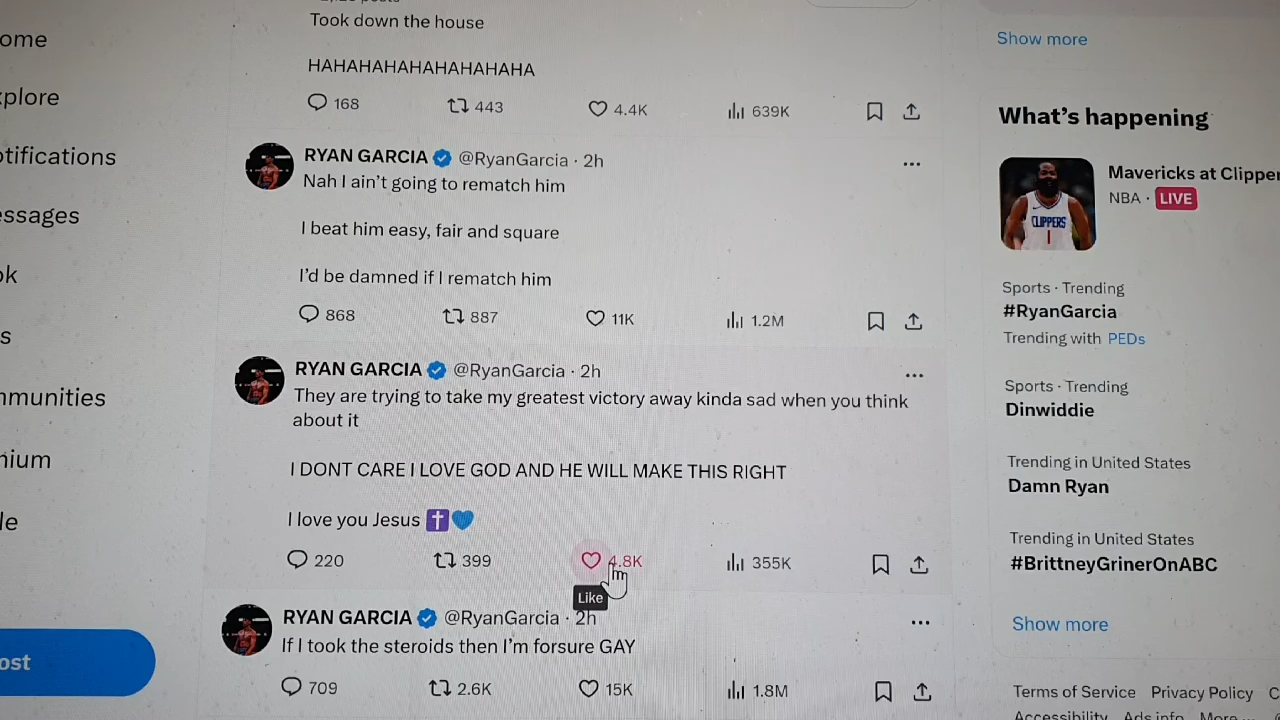 Took down the house
HAHAHAHAHAHAHAHAHA
168 443 4.4K 639K
RYAN GARCIA @RyanGarcia · 2h
Nah I ain't going to rematch him
I beat him easy, fair and square
I'd be damned if I rematch him
868 887 11K 1.2M
RYAN GARCIA @RyanGarcia · 2h
They are trying to take my greatest victory away kinda sad when you think
about it
I DONT CARE I LOVE GOD AND HE WILL MAKE THIS RIGHT
I love you Jesus ✝️💙
220 399 4.8K 355K
Like
RYAN GARCIA @RyanGarcia · 2h
If I took the steroids then I'm forsure GAY
709 2.6K 15K 1.8M
ome
xplore
otifications
essages
ok
s
mmunities
mium
le
ost
Show more
What's happening
Mavericks at Clipper
NBA · LIVE
CLIPPERS
1
Sports · Trending
#RyanGarcia
Trending with PEDs
Sports · Trending
Dinwiddie
Trending in United States
Damn Ryan
Trending in United States
#BrittneyGrinerOnABC
Show more
Terms of Service Privacy Policy C
Accessibility Ads info More